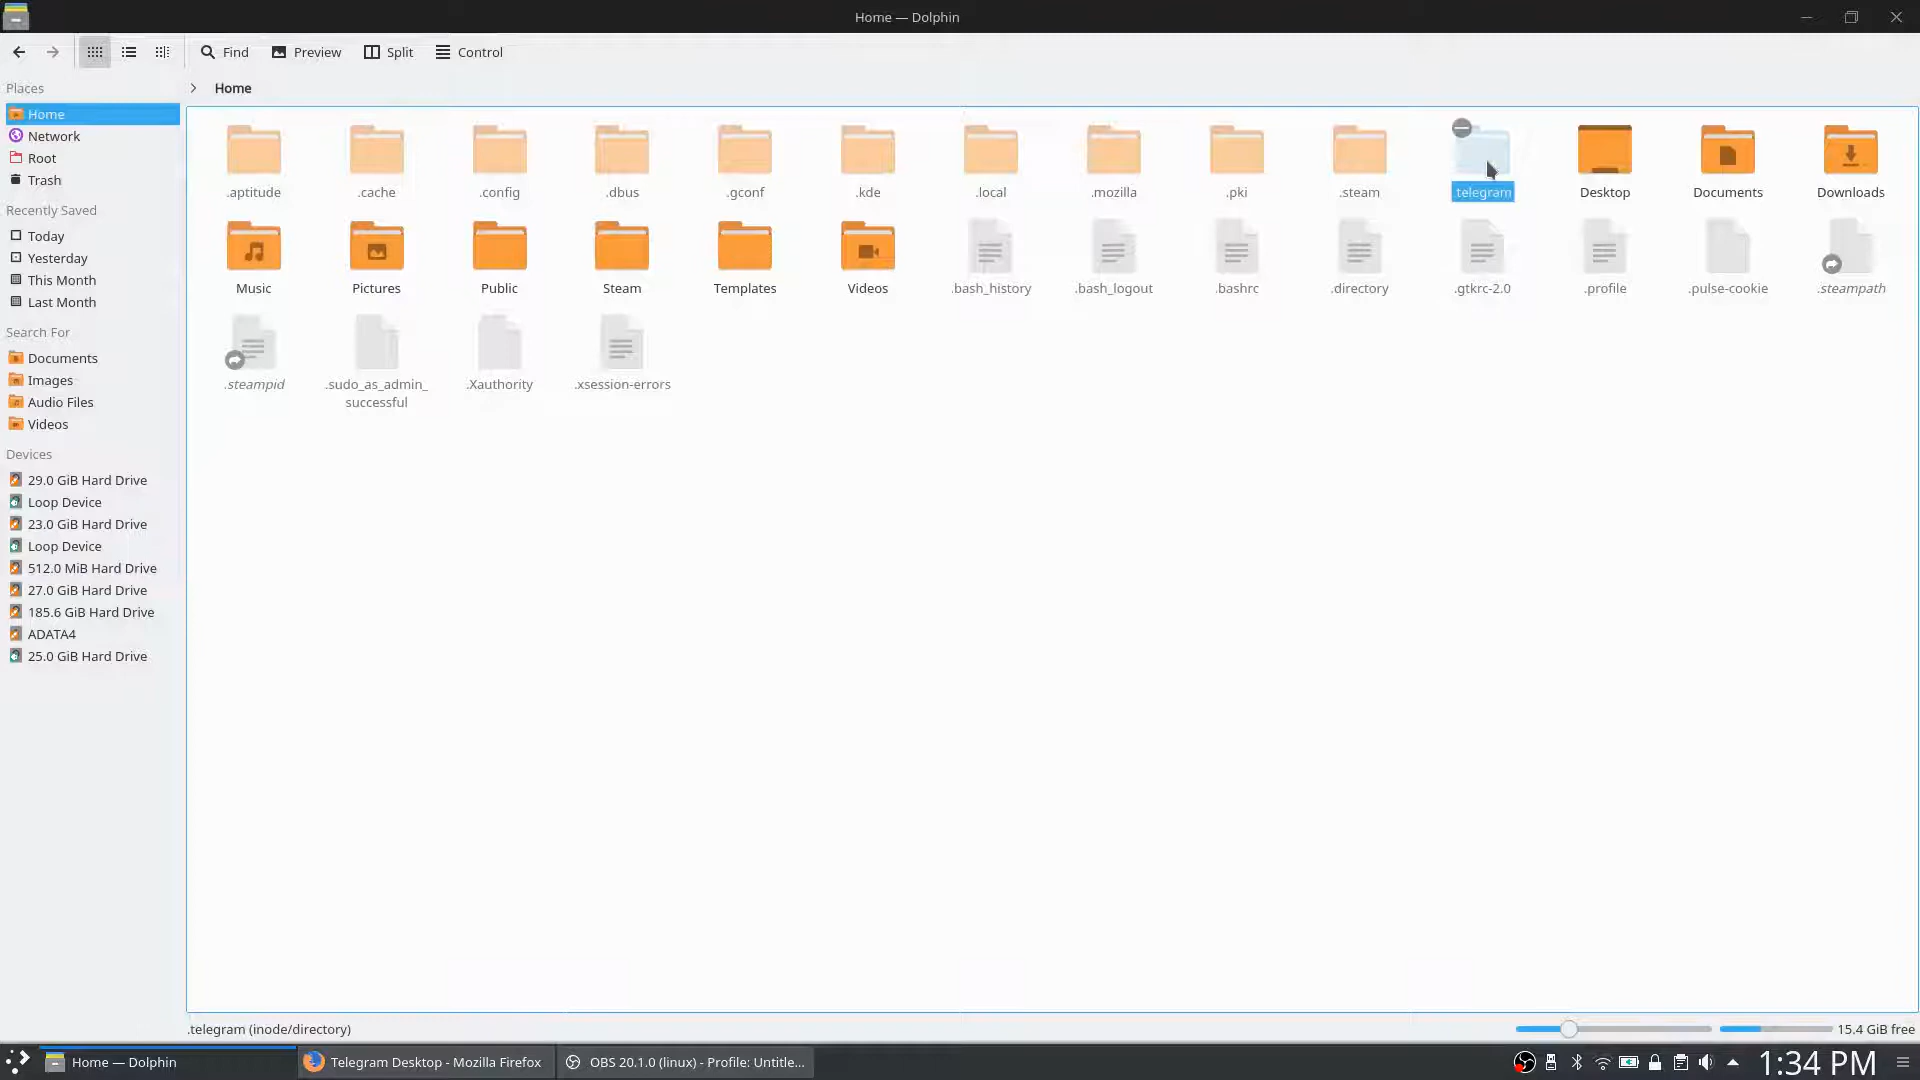 Home — Dolphin
Find
Preview
Split
Control
Places
Home
Home
Network
Root
Trash
Recently Saved
Today
Yesterday
This Month
Last Month
Search For
Documents
Images
Audio Files
Videos
Devices
29.0 GiB Hard Drive
Loop Device
23.0 GiB Hard Drive
Loop Device
512.0 MiB Hard Drive
27.0 GiB Hard Drive
185.6 GiB Hard Drive
ADATA4
25.0 GiB Hard Drive
.aptitude
.cache
.config
.dbus
.gconf
.kde
.local
.mozilla
.pki
.steam
.telegram
Desktop
Documents
Downloads
Music
Pictures
Public
Steam
Templates
Videos
.bash_history
.bash_logout
.bashrc
.directory
.gtkrc-2.0
.profile
.pulse-cookie
.steampath
.steampid
.sudo_as_admin_
successful
.Xauthority
.xsession-errors
.telegram (inode/directory)
15.4 GiB free
Home — Dolphin
Telegram Desktop - Mozilla Firefox
OBS 20.1.0 (linux) - Profile: Untitle...
1:34 PM